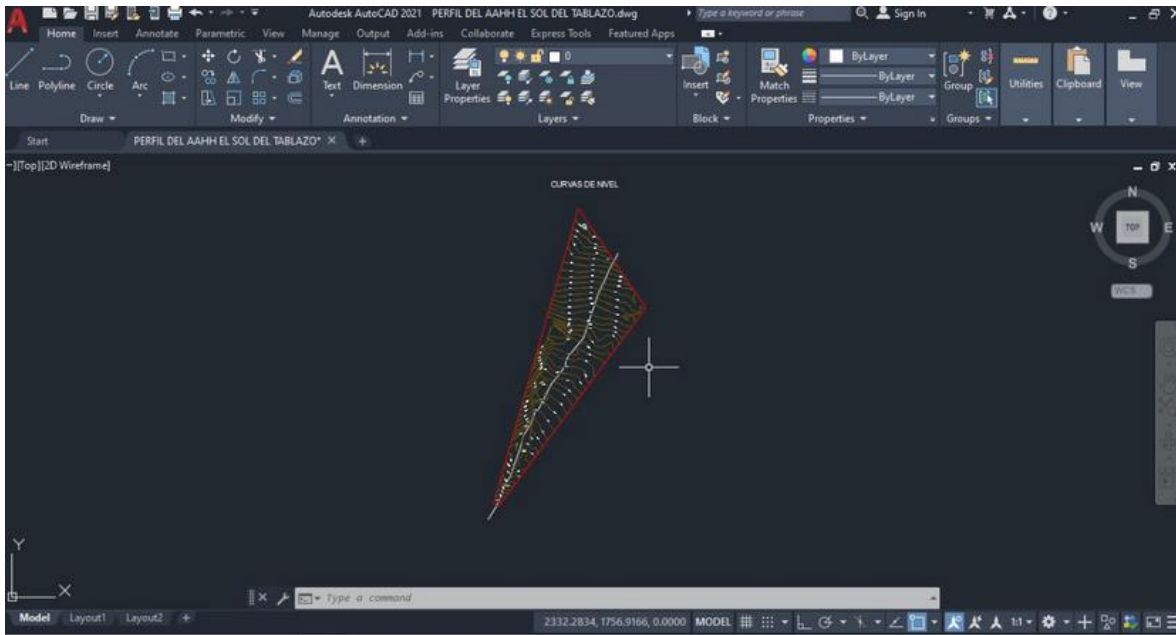 Autodesk AutoCAD 2021 PERFIL DEL AAHH EL SOL DEL TABLAZO.dwg Type a keyword or phrase Sign In
Home Insert Annotate Parametric View Manage Output Add-ins Collaborate Express Tools Featured Apps
Line Polyline Circle Arc Text Dimension Layer Properties 0 Insert Match Properties ByLayer ByLayer ByLayer Group Utilities Clipboard View
Draw Modify Annotation Layers Block Properties Groups
Start PERFIL DEL AAHH EL SOL DEL TABLAZO*
[Top][2D Wireframe]
CURVAS DE NIVEL
N
W TOP E
S
WCS
Y
X
Type a command
Model Layout1 Layout2 2332.2834, 1756.9166, 0.0000 MODEL 1:1